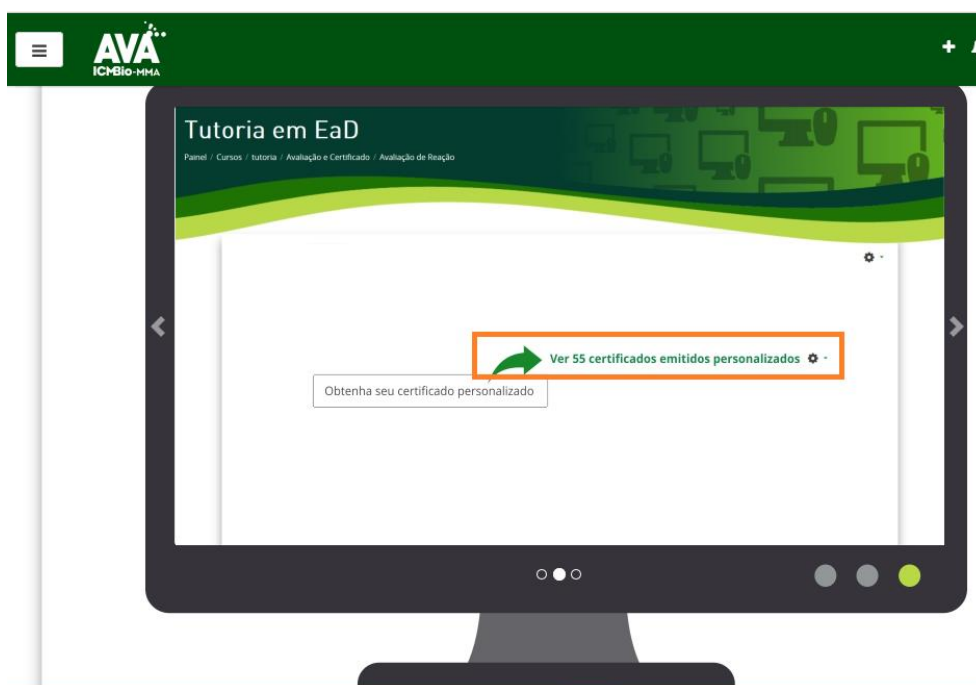 AVA
ICMBio-MMA
Tutoria em EaD
Painel / Cursos / tutoria / Avaliação e Certificado / Avaliação de Reação
Ver 55 certificados emitidos personalizados
Obtenha seu certificado personalizado